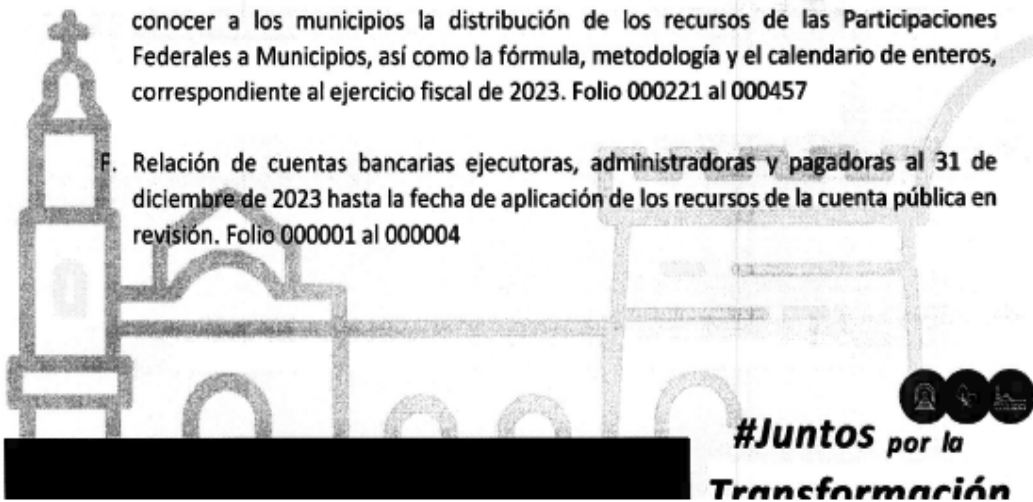 conocer a los municipios la distribución de los recursos de las Participaciones
Federales a Municipios, así como la fórmula, metodología y el calendario de enteros,
correspondiente al ejercicio fiscal de 2023. Folio 000221 al 000457
F. Relación de cuentas bancarias ejecutoras, administradoras y pagadoras al 31 de
diciembre de 2023 hasta la fecha de aplicación de los recursos de la cuenta pública en
revisión. Folio 000001 al 000004
#Juntos por la
Transformación